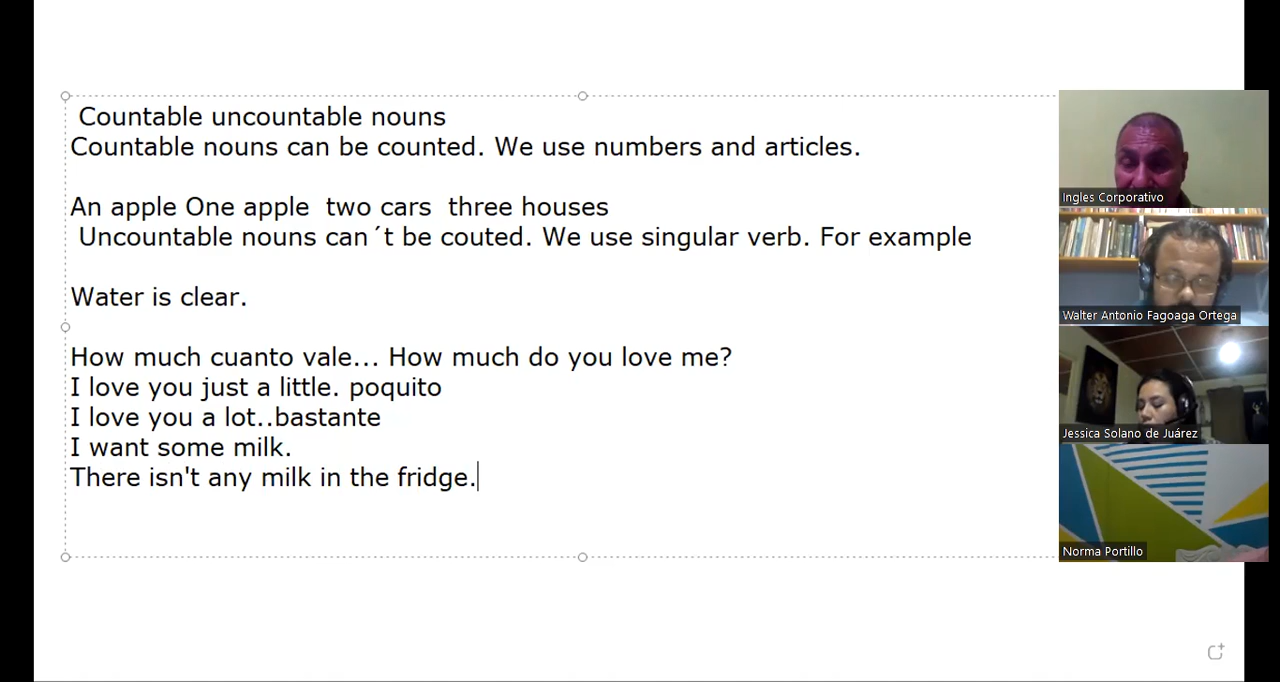 Countable uncountable nouns
Countable nouns can be counted. We use numbers and articles.
An apple One apple  two cars  three houses
Uncountable nouns can´t be couted. We use singular verb. For example
Water is clear.
How much cuanto vale... How much do you love me?
I love you just a little. poquito
I love you a lot..bastante
I want some milk.
There isn't any milk in the fridge.
Ingles Corporativo
Walter Antonio Fagoaga Ortega
Jessica Solano de Juárez
Norma Portillo